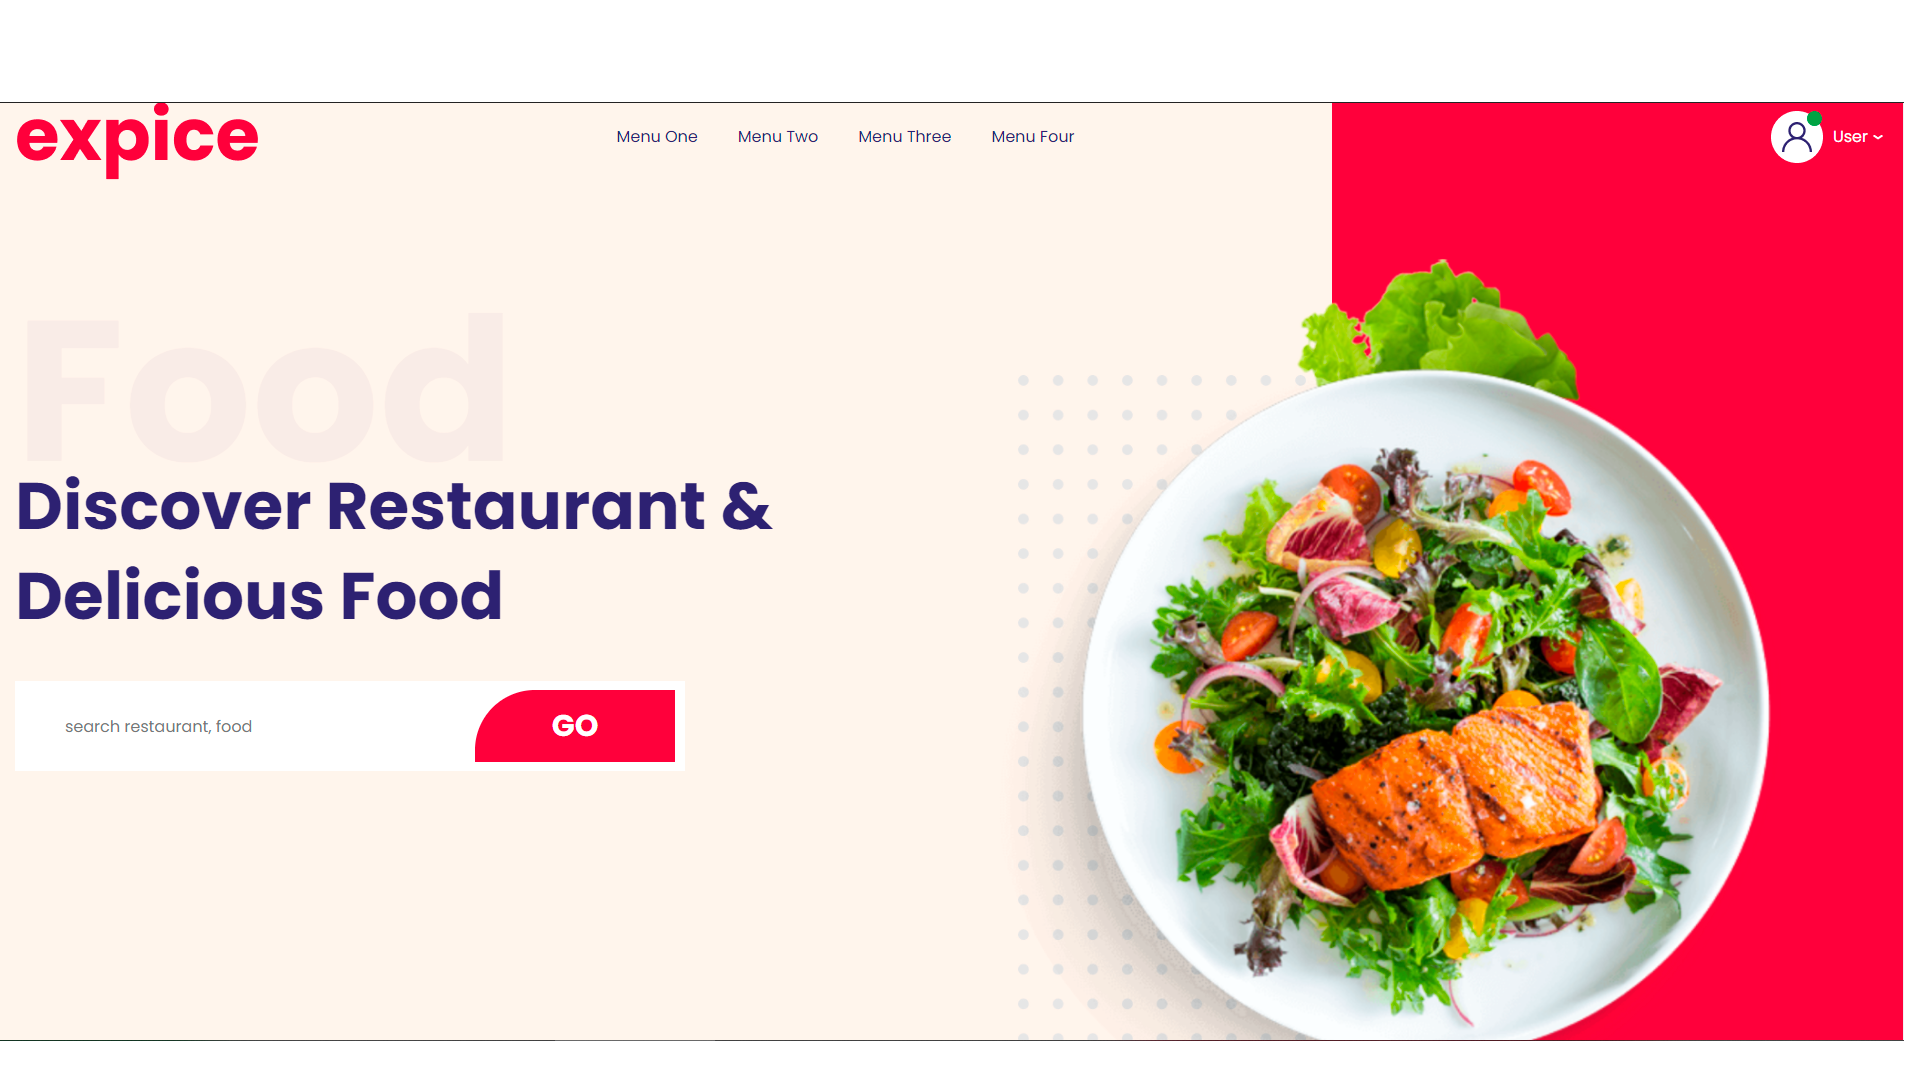 expice
Menu One Menu Two Menu Three Menu Four
User
Food
Discover Restaurant &
Delicious Food
search restaurant, food
GO